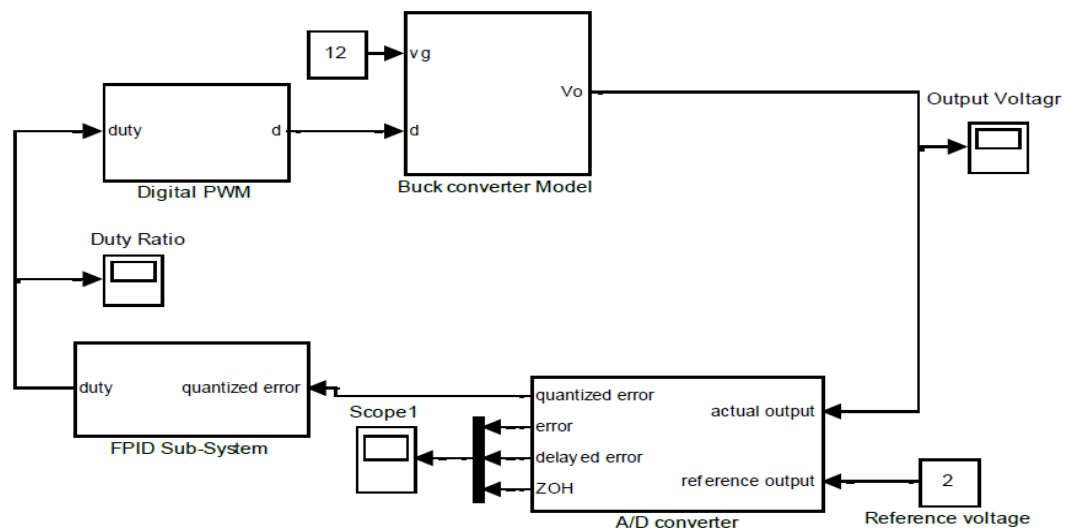 12
vg
Vo
d
Buck converter Model
duty
d
Digital PWM
Output Voltagr
Duty Ratio
duty
quantized error
FPID Sub-System
Scope1
quantized error
error
delayed error
ZOH
actual output
reference output
A/D converter
2
Reference voltage